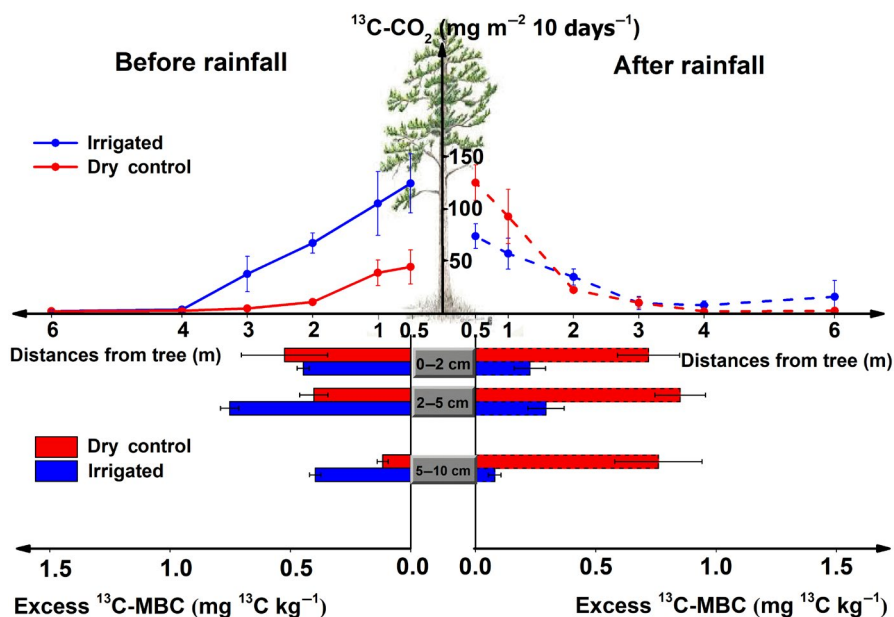 ¹³C-CO₂ (mg m⁻² 10 days⁻¹)
Before rainfall
After rainfall
Irrigated
Dry control
150
100
50
6 4 3 2 1 0.5 0.5 1 2 3 4 6
Distances from tree (m)
Distances from tree (m)
0–2 cm
2–5 cm
5–10 cm
Dry control
Irrigated
1.5 1.0 0.5 0.0 0.0 0.5 1.0 1.5
Excess ¹³C-MBC (mg ¹³C kg⁻¹)
Excess ¹³C-MBC (mg ¹³C kg⁻¹)